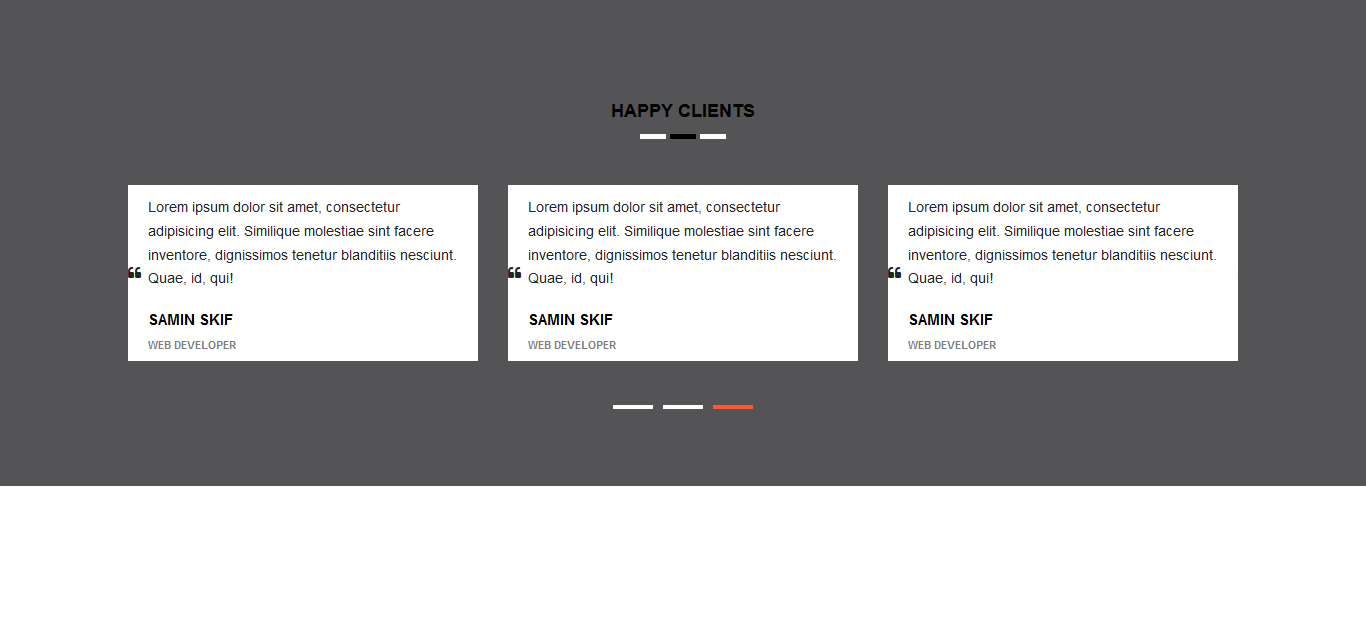 HAPPY CLIENTS
Lorem ipsum dolor sit amet, consectetur
adipisicing elit. Similique molestiae sint facere
inventore, dignissimos tenetur blanditiis nesciunt.
❝ Quae, id, qui!
SAMIN SKIF
WEB DEVELOPER
Lorem ipsum dolor sit amet, consectetur
adipisicing elit. Similique molestiae sint facere
inventore, dignissimos tenetur blanditiis nesciunt.
❝ Quae, id, qui!
SAMIN SKIF
WEB DEVELOPER
Lorem ipsum dolor sit amet, consectetur
adipisicing elit. Similique molestiae sint facere
inventore, dignissimos tenetur blanditiis nesciunt.
❝ Quae, id, qui!
SAMIN SKIF
WEB DEVELOPER